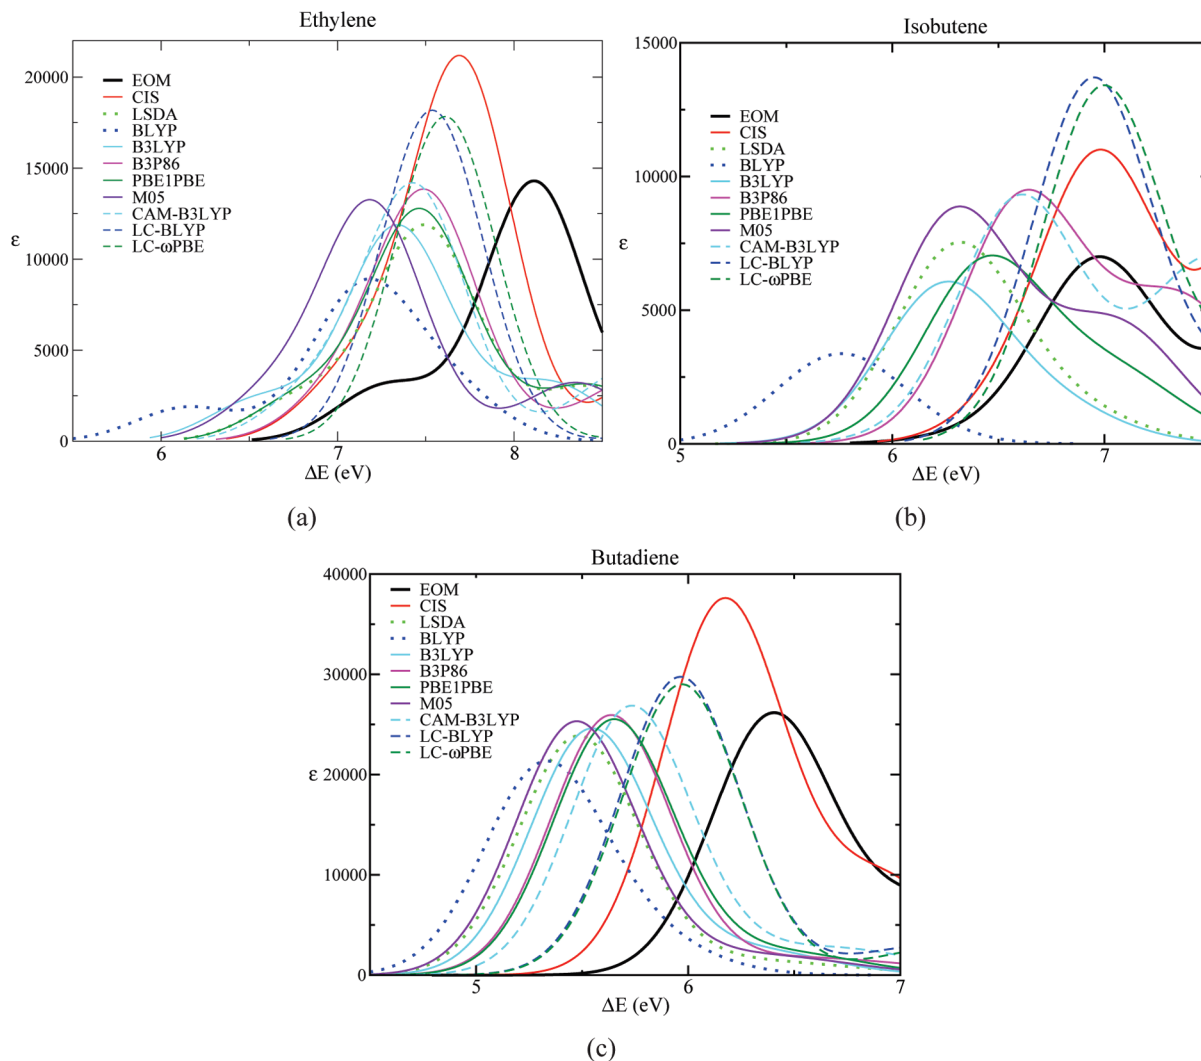 Ethylene
20000
15000
10000
5000
0
ε
EOM
CIS
LSDA
BLYP
B3LYP
B3P86
PBE1PBE
M05
CAM-B3LYP
LC-BLYP
LC-ωPBE
6
7
8
ΔE (eV)
(a)
Isobutene
15000
10000
5000
0
ε
EOM
CIS
LSDA
BLYP
B3LYP
B3P86
PBE1PBE
M05
CAM-B3LYP
LC-BLYP
LC-ωPBE
5
6
7
ΔE (eV)
(b)
Butadiene
40000
30000
20000
10000
0
ε
EOM
CIS
LSDA
BLYP
B3LYP
B3P86
PBE1PBE
M05
CAM-B3LYP
LC-BLYP
LC-ωPBE
5
6
7
ΔE (eV)
(c)